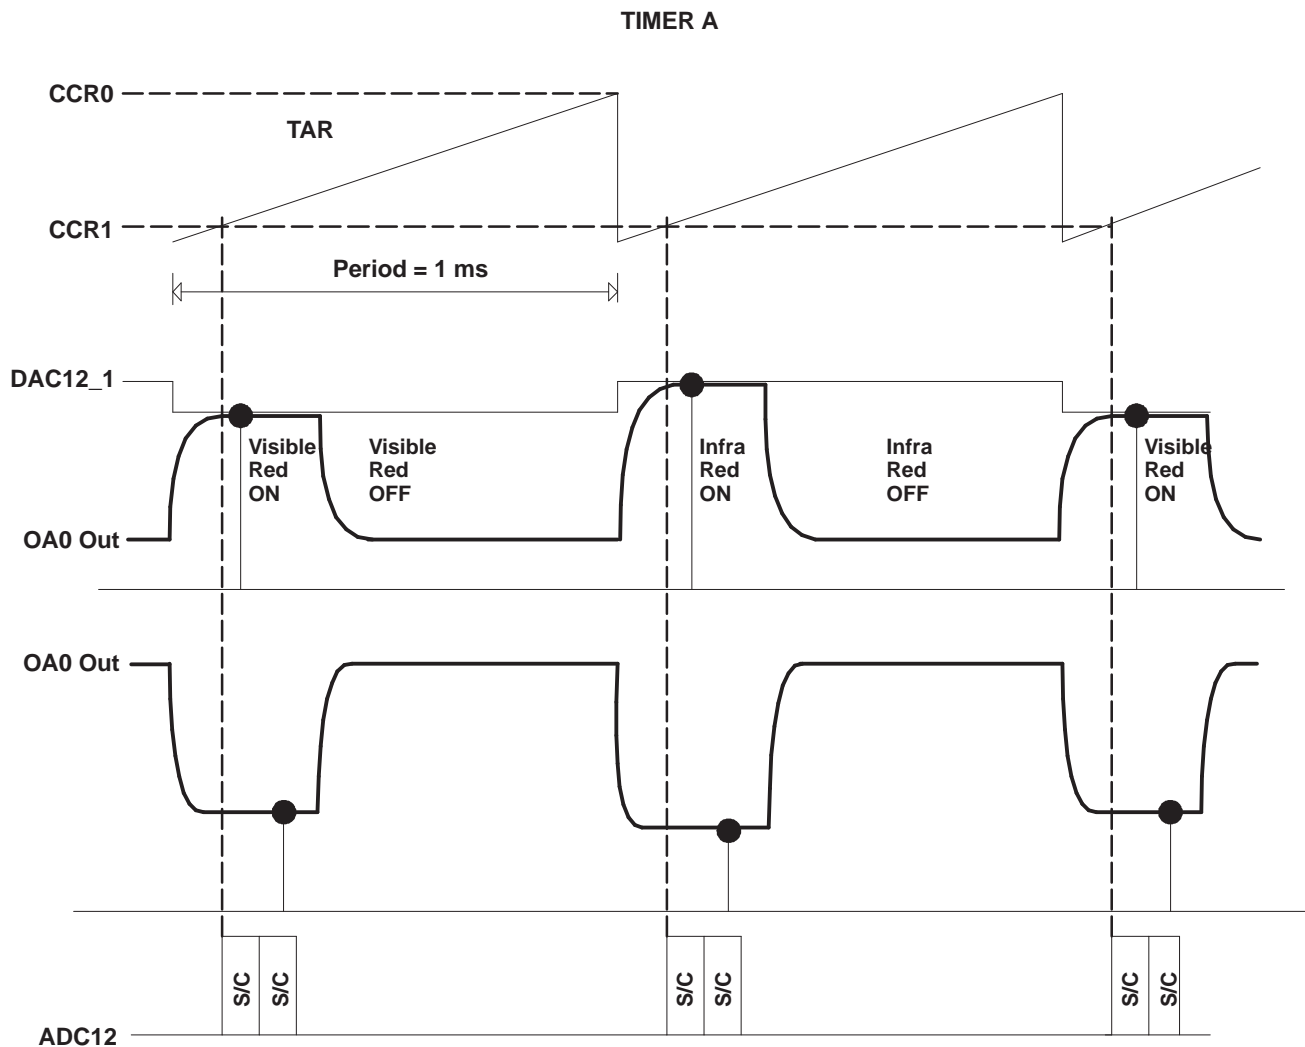 TIMER A
CCR0
TAR
CCR1
Period = 1 ms
DAC12_1
Visible
Red
ON
Visible
Red
OFF
Infra
Red
ON
Infra
Red
OFF
Visible
Red
ON
OA0 Out
OA0 Out
S/C
S/C
S/C
S/C
S/C
S/C
ADC12